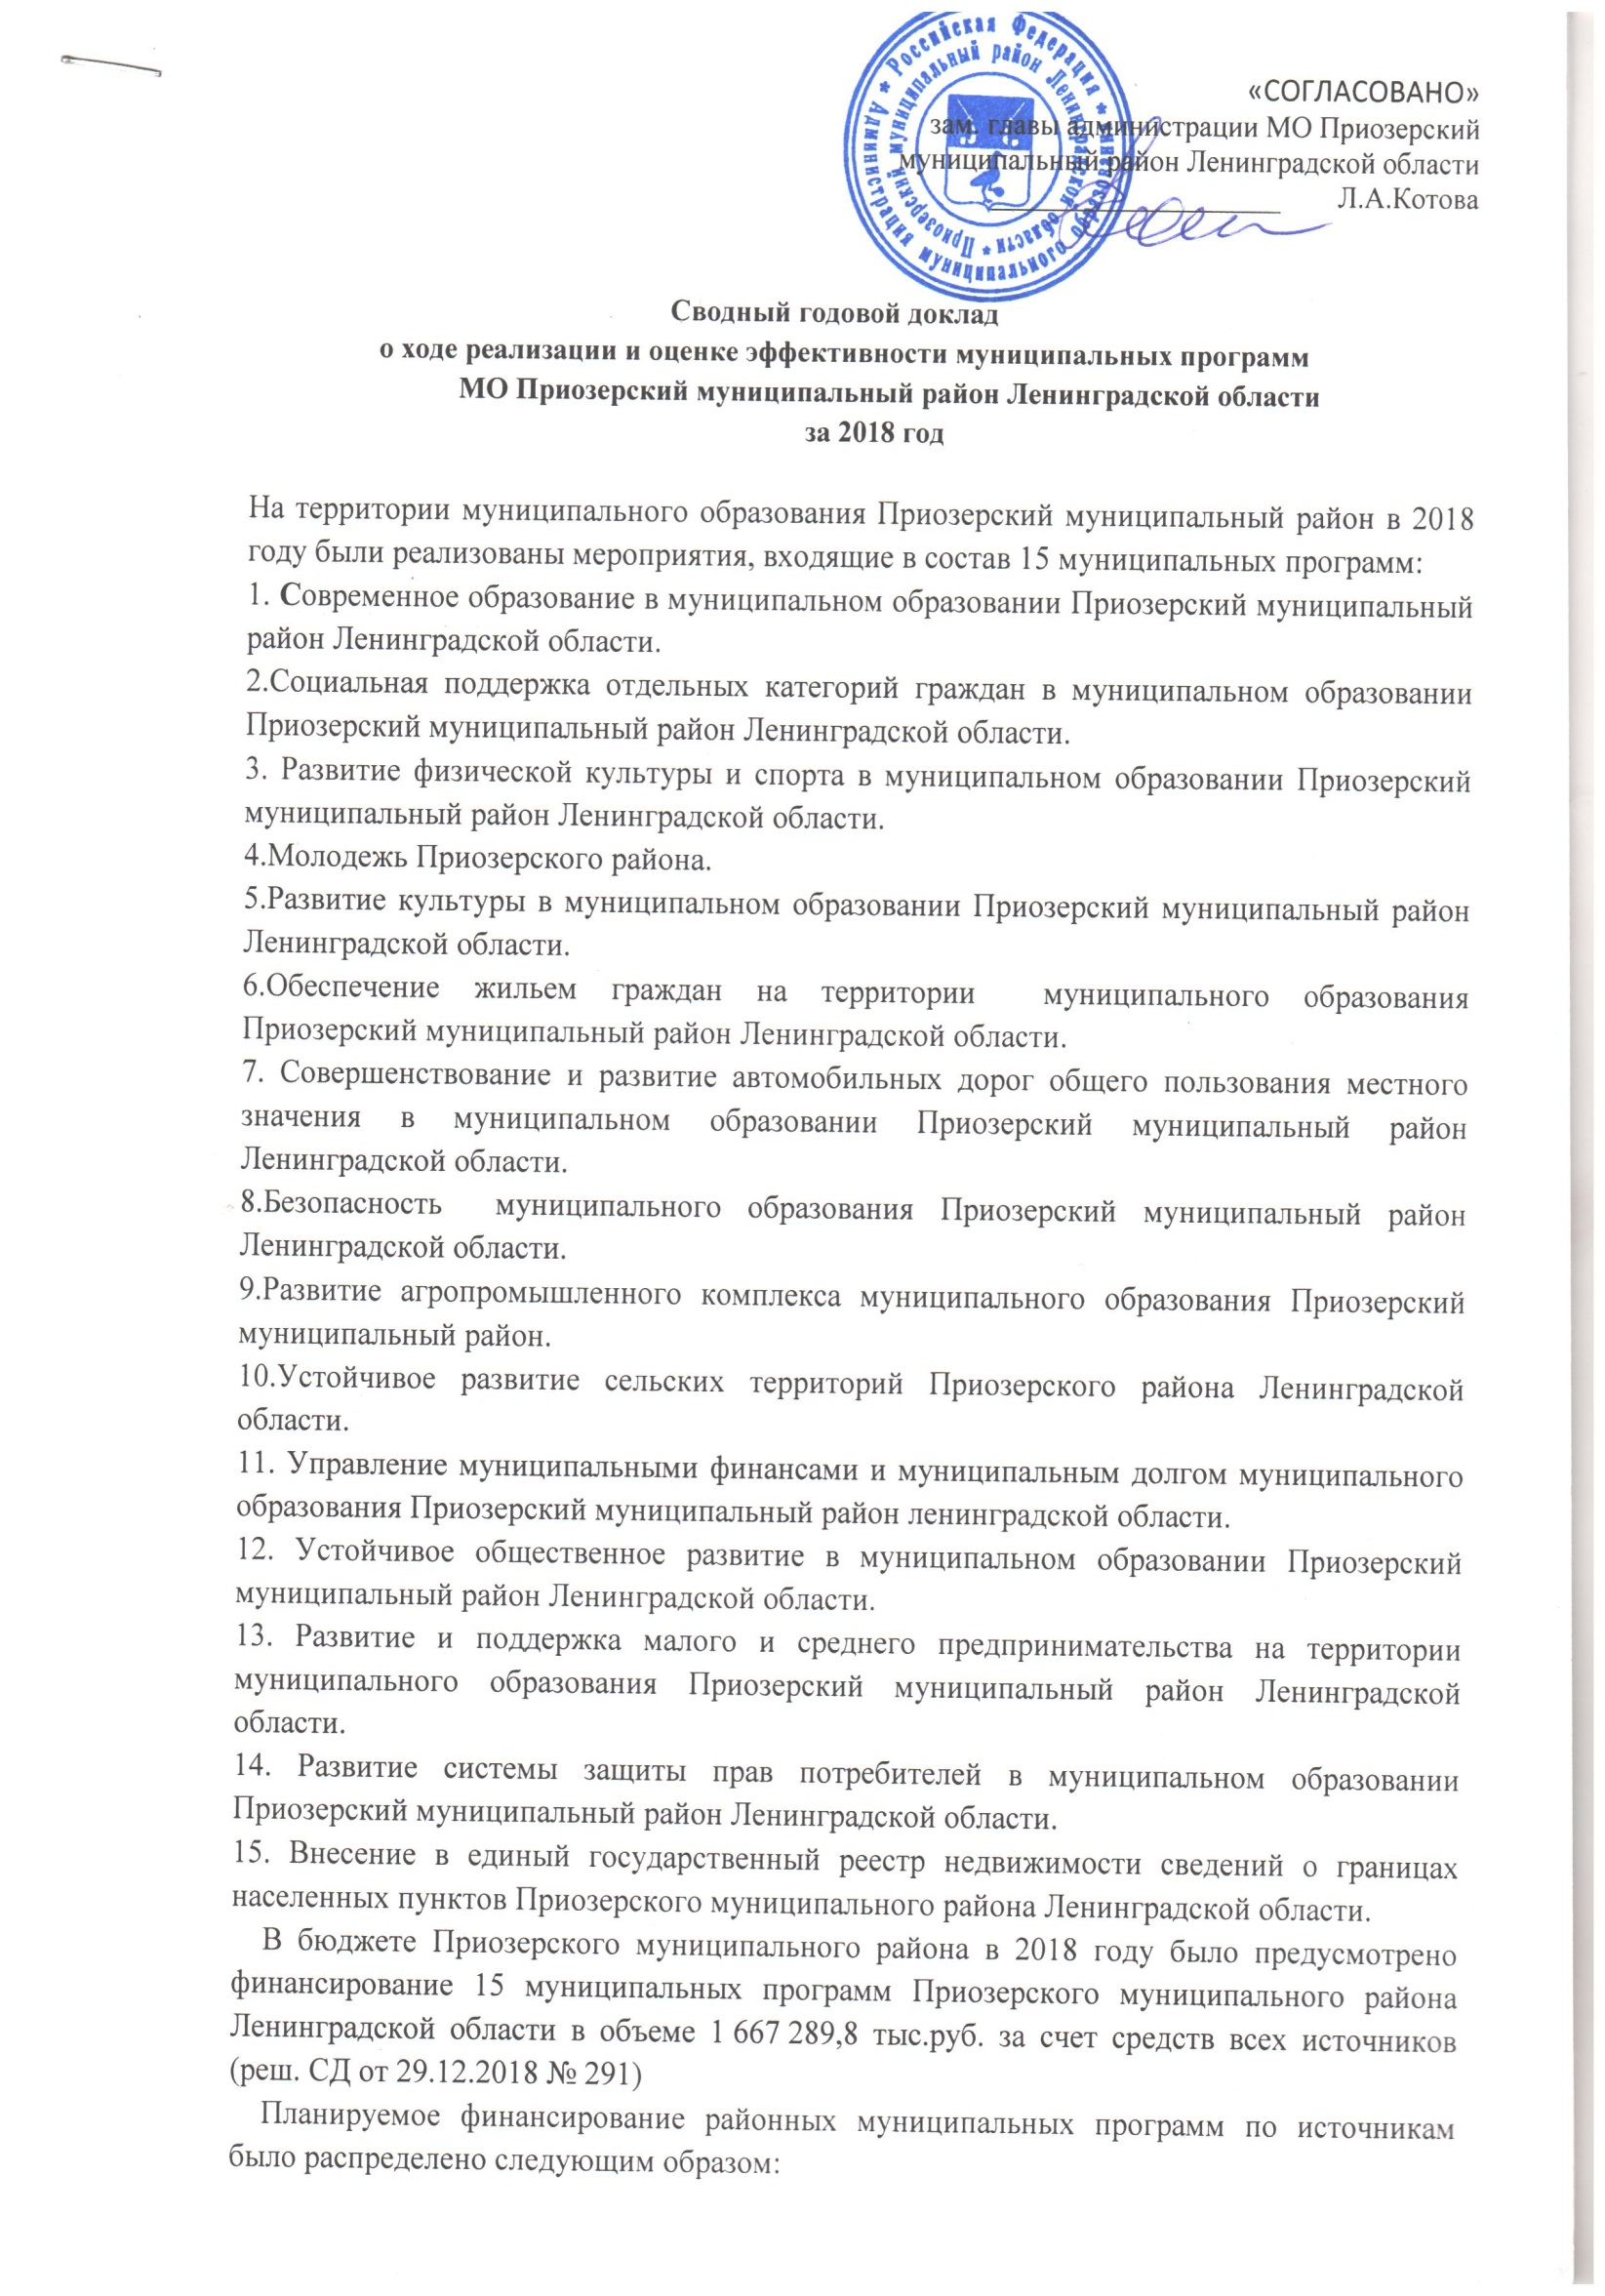 «СОГЛАСОВАНО»
зам. главы администрации МО Приозерский
муниципальный район Ленинградской области
Л.А.Котова
* Российская Федерация *
Администрация муниципального образования
Приозерский муниципальный район Ленинградской области *
Сводный годовой доклад
о ходе реализации и оценке эффективности муниципальных программ
МО Приозерский муниципальный район Ленинградской области
за 2018 год
На территории муниципального образования Приозерский муниципальный район в 2018
году были реализованы мероприятия, входящие в состав 15 муниципальных программ:
1. Современное образование в муниципальном образовании Приозерский муниципальный
район Ленинградской области.
2.Социальная поддержка отдельных категорий граждан в муниципальном образовании
Приозерский муниципальный район Ленинградской области.
3. Развитие физической культуры и спорта в муниципальном образовании Приозерский
муниципальный район Ленинградской области.
4.Молодежь Приозерского района.
5.Развитие культуры в муниципальном образовании Приозерский муниципальный район
Ленинградской области.
6.Обеспечение жильем граждан на территории муниципального образования
Приозерский муниципальный район Ленинградской области.
7. Совершенствование и развитие автомобильных дорог общего пользования местного
значения в муниципальном образовании Приозерский муниципальный район
Ленинградской области.
8.Безопасность муниципального образования Приозерский муниципальный район
Ленинградской области.
9.Развитие агропромышленного комплекса муниципального образования Приозерский
муниципальный район.
10.Устойчивое развитие сельских территорий Приозерского района Ленинградской
области.
11. Управление муниципальными финансами и муниципальным долгом муниципального
образования Приозерский муниципальный район ленинградской области.
12. Устойчивое общественное развитие в муниципальном образовании Приозерский
муниципальный район Ленинградской области.
13. Развитие и поддержка малого и среднего предпринимательства на территории
муниципального образования Приозерский муниципальный район Ленинградской
области.
14. Развитие системы защиты прав потребителей в муниципальном образовании
Приозерский муниципальный район Ленинградской области.
15. Внесение в единый государственный реестр недвижимости сведений о границах
населенных пунктов Приозерского муниципального района Ленинградской области.
В бюджете Приозерского муниципального района в 2018 году было предусмотрено
финансирование 15 муниципальных программ Приозерского муниципального района
Ленинградской области в объеме 1 667 289,8 тыс.руб. за счет средств всех источников
(реш. СД от 29.12.2018 № 291)
Планируемое финансирование районных муниципальных программ по источникам
было распределено следующим образом: